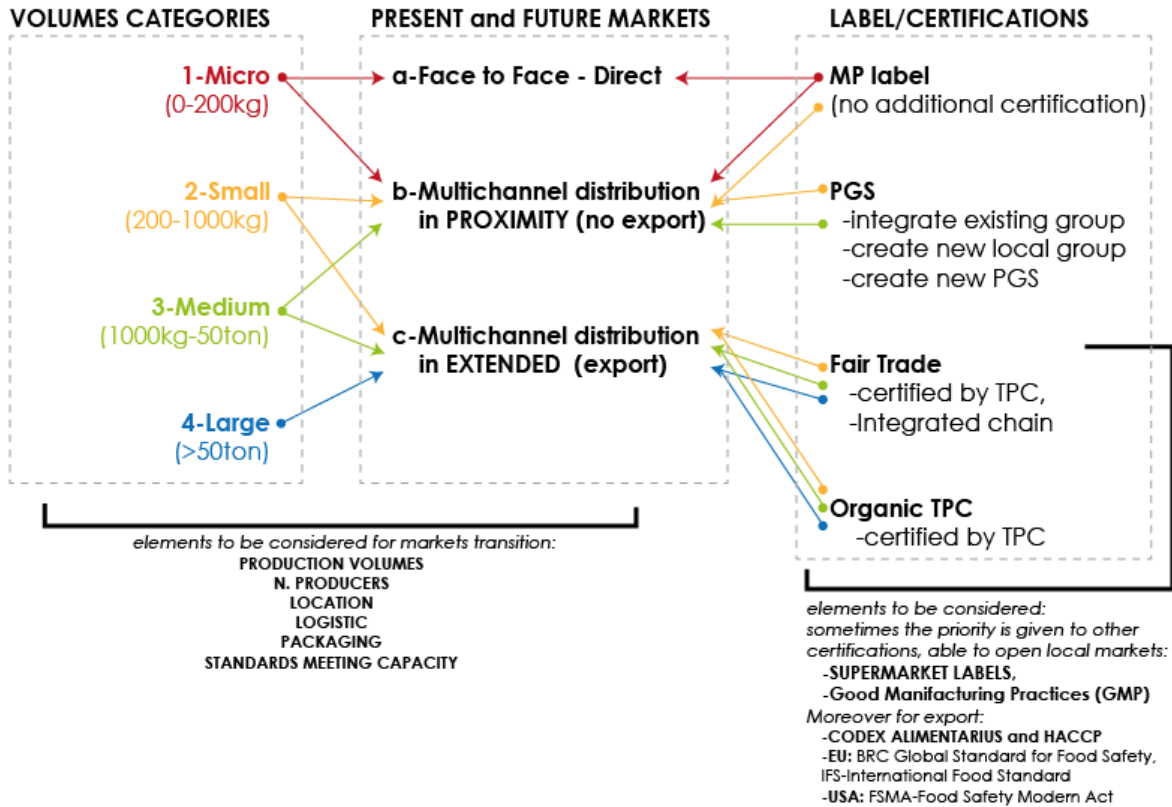 VOLUMES CATEGORIES
1-Micro
(0-200kg)
2-Small
(200-1000kg)
3-Medium
(1000kg-50ton)
4-Large
(>50ton)
PRESENT and FUTURE MARKETS
a-Face to Face - Direct
b-Multichannel distribution
in PROXIMITY (no export)
c-Multichannel distribution
in EXTENDED (export)
LABEL/CERTIFICATIONS
MP label
(no additional certification)
PGS
-integrate existing group
-create new local group
-create new PGS
Fair Trade
-certified by TPC,
-Integrated chain
Organic TPC
-certified by TPC
elements to be considered for markets transition:
PRODUCTION VOLUMES
N. PRODUCERS
LOCATION
LOGISTIC
PACKAGING
STANDARDS MEETING CAPACITY
elements to be considered:
sometimes the priority is given to other
certifications, able to open local markets:
-SUPERMARKET LABELS,
-Good Manifacturing Practices (GMP)
Moreover for export:
-CODEX ALIMENTARIUS and HACCP
-EU: BRC Global Standard for Food Safety,
IFS-International Food Standard
-USA: FSMA-Food Safety Modern Act